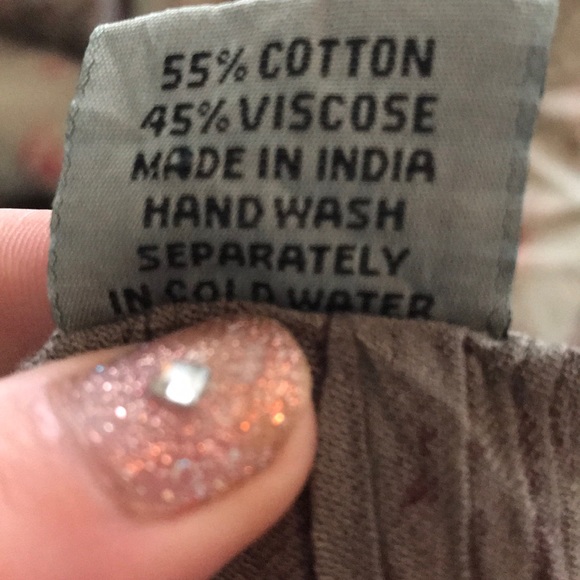 55% COTTON
45% VISCOSE
MADE IN INDIA
HAND WASH
SEPARATELY
IN COLD WATER